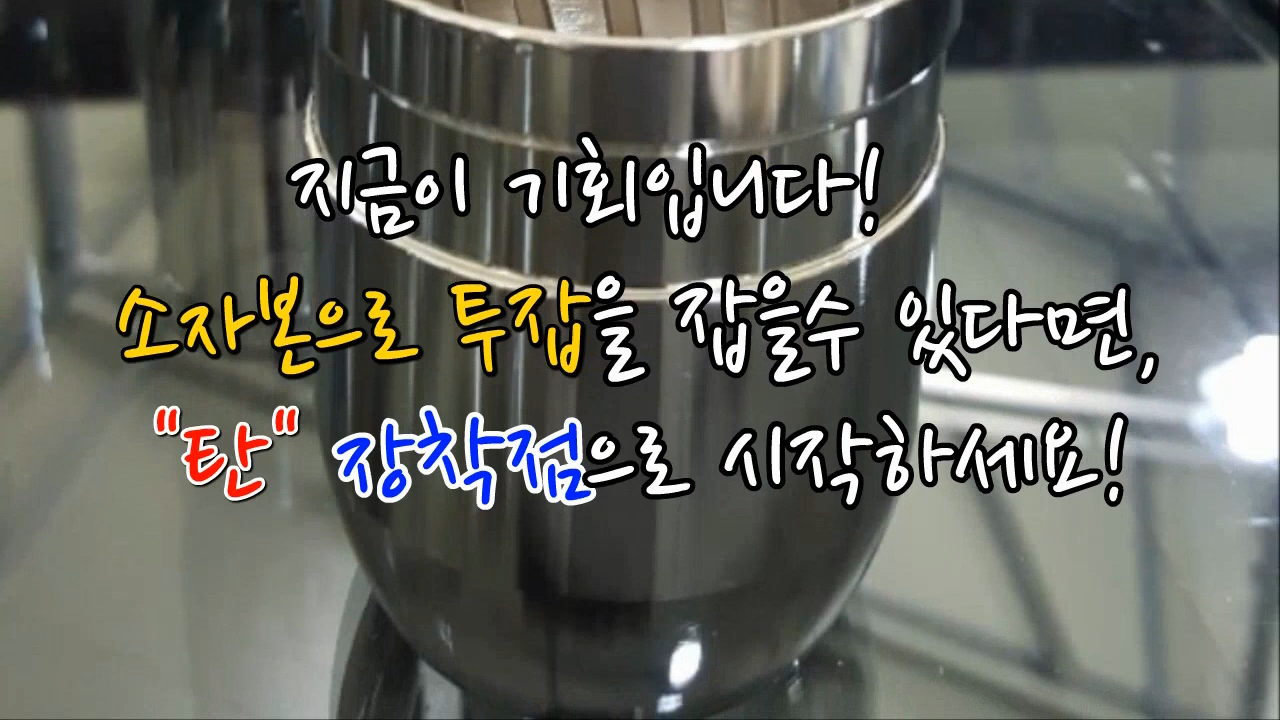 지금이 기회입니다!
소자본으로 투잡을 잡을수 있다면,
"탄" 장착점으로 시작하세요!